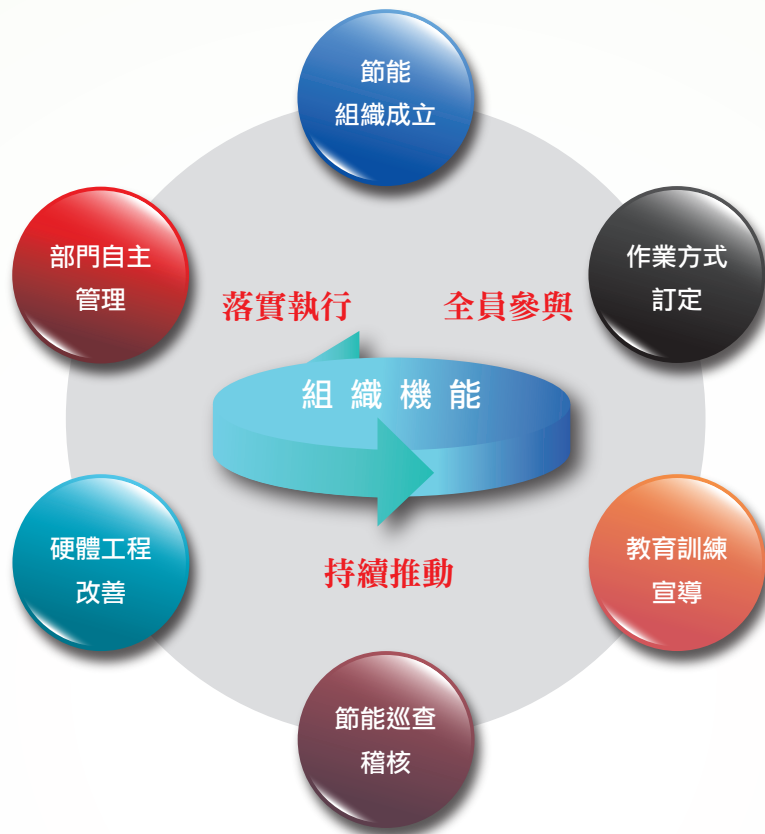 節能
組織成立
部門自主
管理
作業方式
訂定
落實執行
全員參與
組織機能
硬體工程
改善
教育訓練
宣導
持續推動
節能巡查
稽核